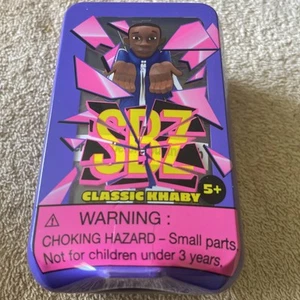 SBZ
CLASSIC KHABY
5+
⚠ WARNING :
CHOKING HAZARD – Small parts.
Not for children under 3 years.